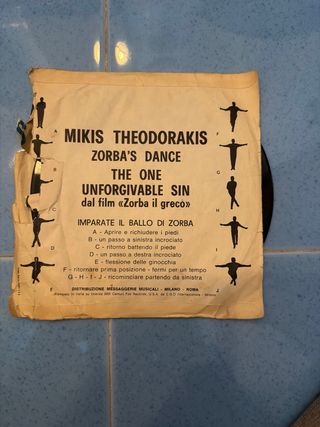 MIKIS THEODORAKIS
ZORBA'S DANCE
THE ONE
UNFORGIVABLE SIN
dal film «Zorba il greco»
IMPARATE IL BALLO DI ZORBA
A - Aprire e richiudere i piedi
B - un passo a sinistra incrociato
C - ritorno battendo il piede
D - un passo a destra incrociato
E - flessione delle ginocchia
F - ritornare prima posizione - fermi per un tempo
G - H - I - J - ricominciare partendo da sinistra
DISTRIBUZIONE MESSAGGERIE MUSICALI - MILANO - ROMA
A
B
C
D
E
F
G
H
I
J